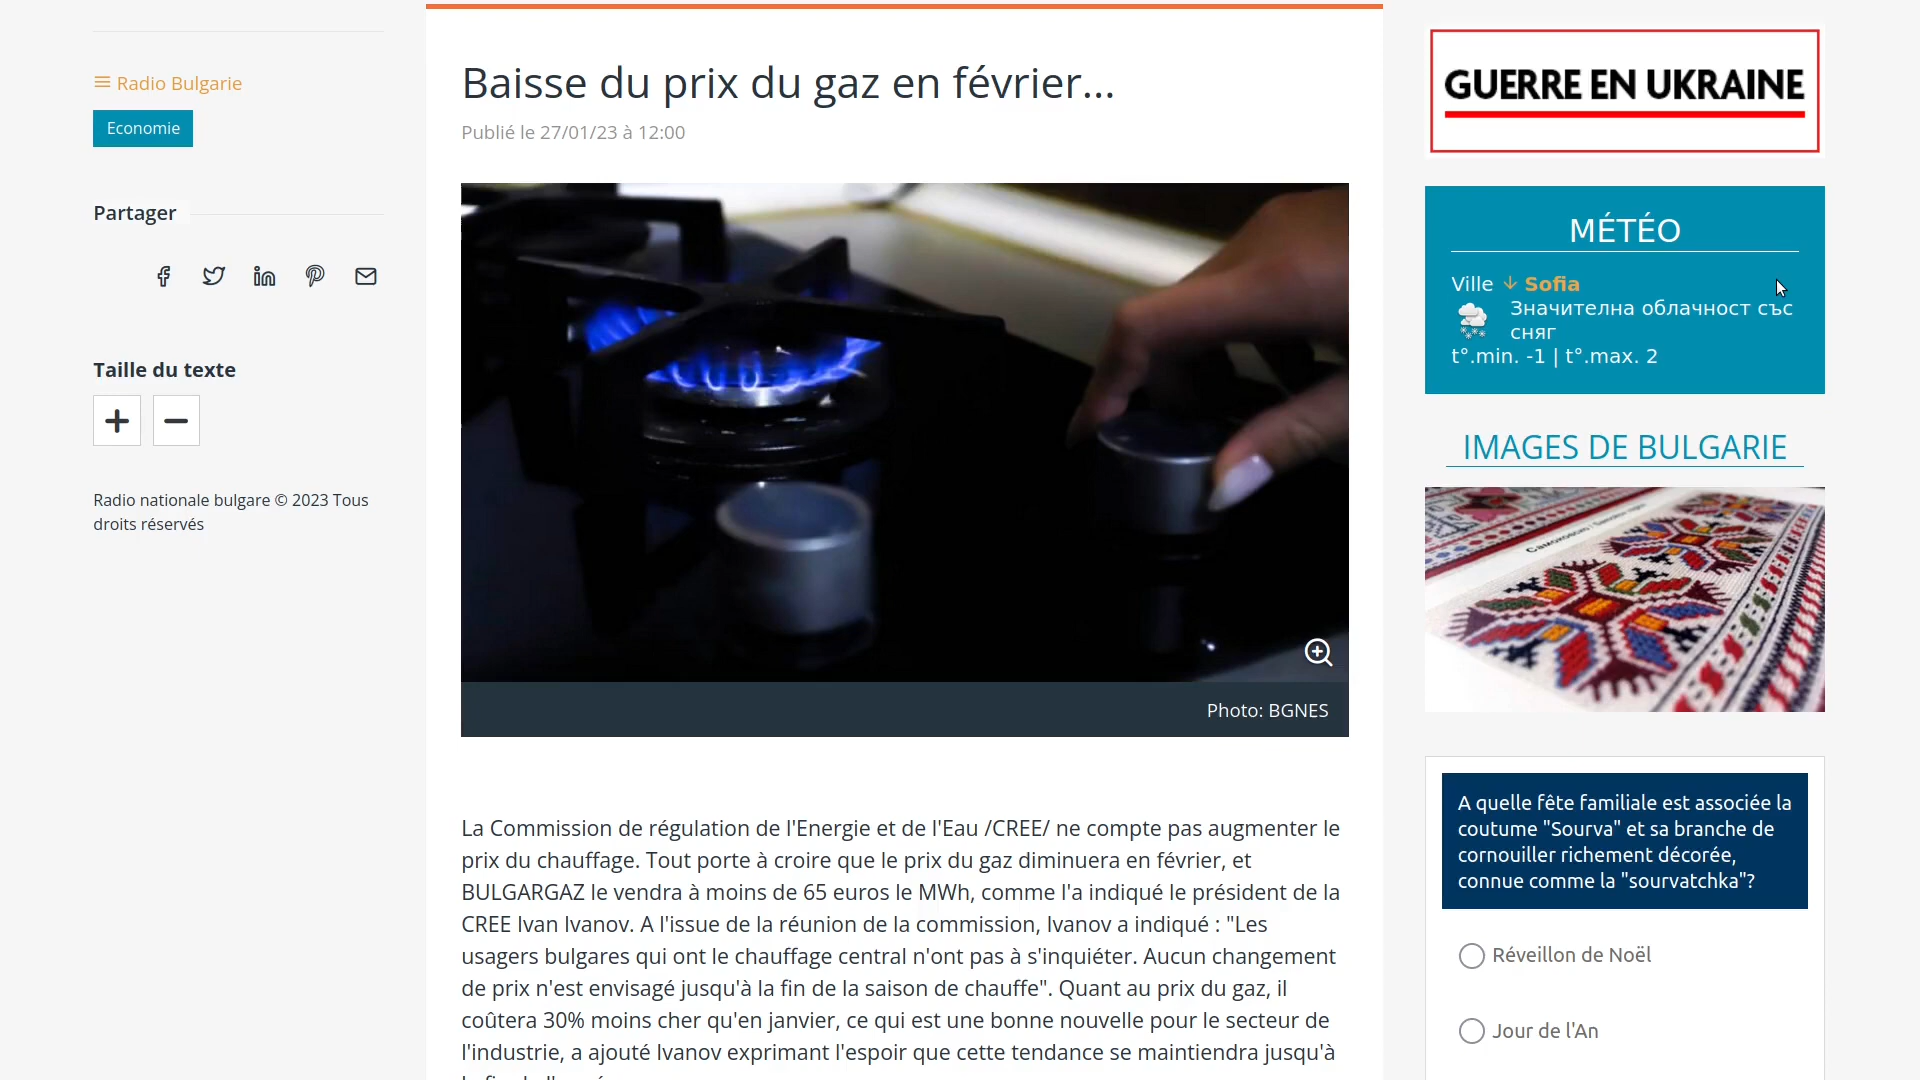 Radio Bulgarie
Economie
Partager
Taille du texte
Radio nationale bulgare © 2023 Tous
droits réservés
Baisse du prix du gaz en février...
Publié le 27/01/23 à 12:00
Photo: BGNES
La Commission de régulation de l'Energie et de l'Eau /CREE/ ne compte pas augmenter le
prix du chauffage. Tout porte à croire que le prix du gaz diminuera en février, et
BULGARGAZ le vendra à moins de 65 euros le MWh, comme l'a indiqué le président de la
CREE Ivan Ivanov. A l'issue de la réunion de la commission, Ivanov a indiqué : "Les
usagers bulgares qui ont le chauffage central n'ont pas à s'inquiéter. Aucun changement
de prix n'est envisagé jusqu'à la fin de la saison de chauffe". Quant au prix du gaz, il
coûtera 30% moins cher qu'en janvier, ce qui est une bonne nouvelle pour le secteur de
l'industrie, a ajouté Ivanov exprimant l'espoir que cette tendance se maintiendra jusqu'à
GUERRE EN UKRAINE
MÉTÉO
Ville Sofia
Значителна облачност със
сняг
t°.min. -1 | t°.max. 2
IMAGES DE BULGARIE
A quelle fête familiale est associée la
coutume "Sourva" et sa branche de
cornouiller richement décorée,
connue comme la "sourvatchka"?
Réveillon de Noël
Jour de l'An